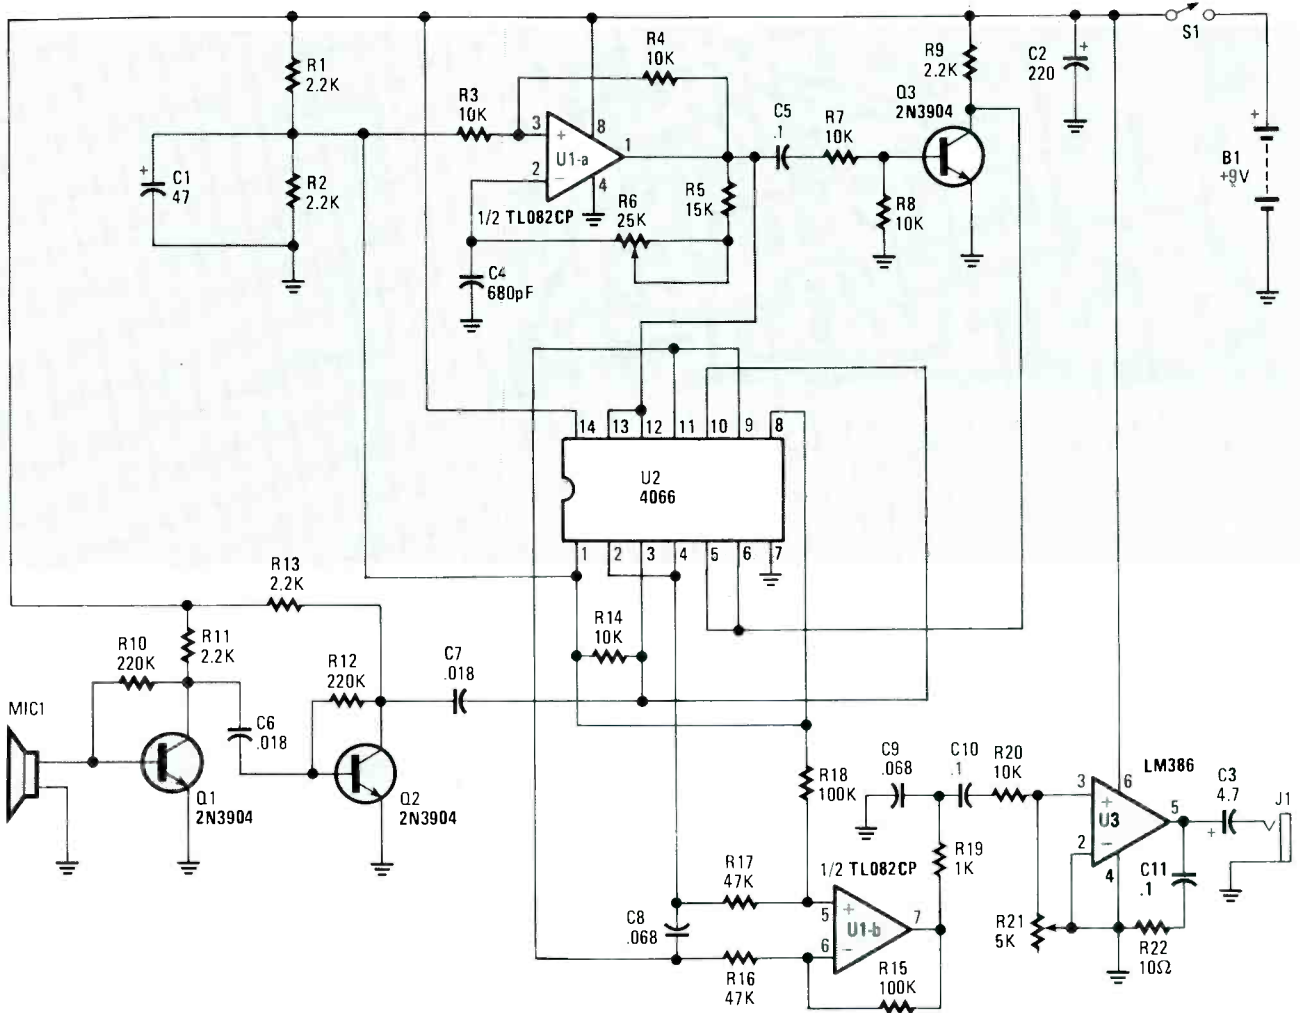 S1
R1
2.2K
R4
10K
R9
2.2K
C2
220
+
R3
10K
Q3
2N3904
C5
.1
R7
10K
+
C1
47
3
+
8
U1-a
1
2
−
4
R2
2.2K
R5
15K
R6
25K
1/2 TL082CP
R8
10K
+
B1
+9V
C4
680pF
14
13
12
11
10
9
8
U2
4066
1
2
3
4
5
6
7
R13
2.2K
R14
10K
R10
220K
R11
2.2K
R12
220K
C7
.018
MIC1
C6
.018
Q1
2N3904
Q2
2N3904
R18
100K
C9
.068
C10
.1
R20
10K
LM386
3
+
6
U3
5
2
−
4
C3
4.7
+
J1
C11
.1
R17
47K
1/2 TL082CP
R19
1K
C8
.068
5
+
U1-b
7
6
−
R21
5K
R22
10Ω
R16
47K
R15
100K